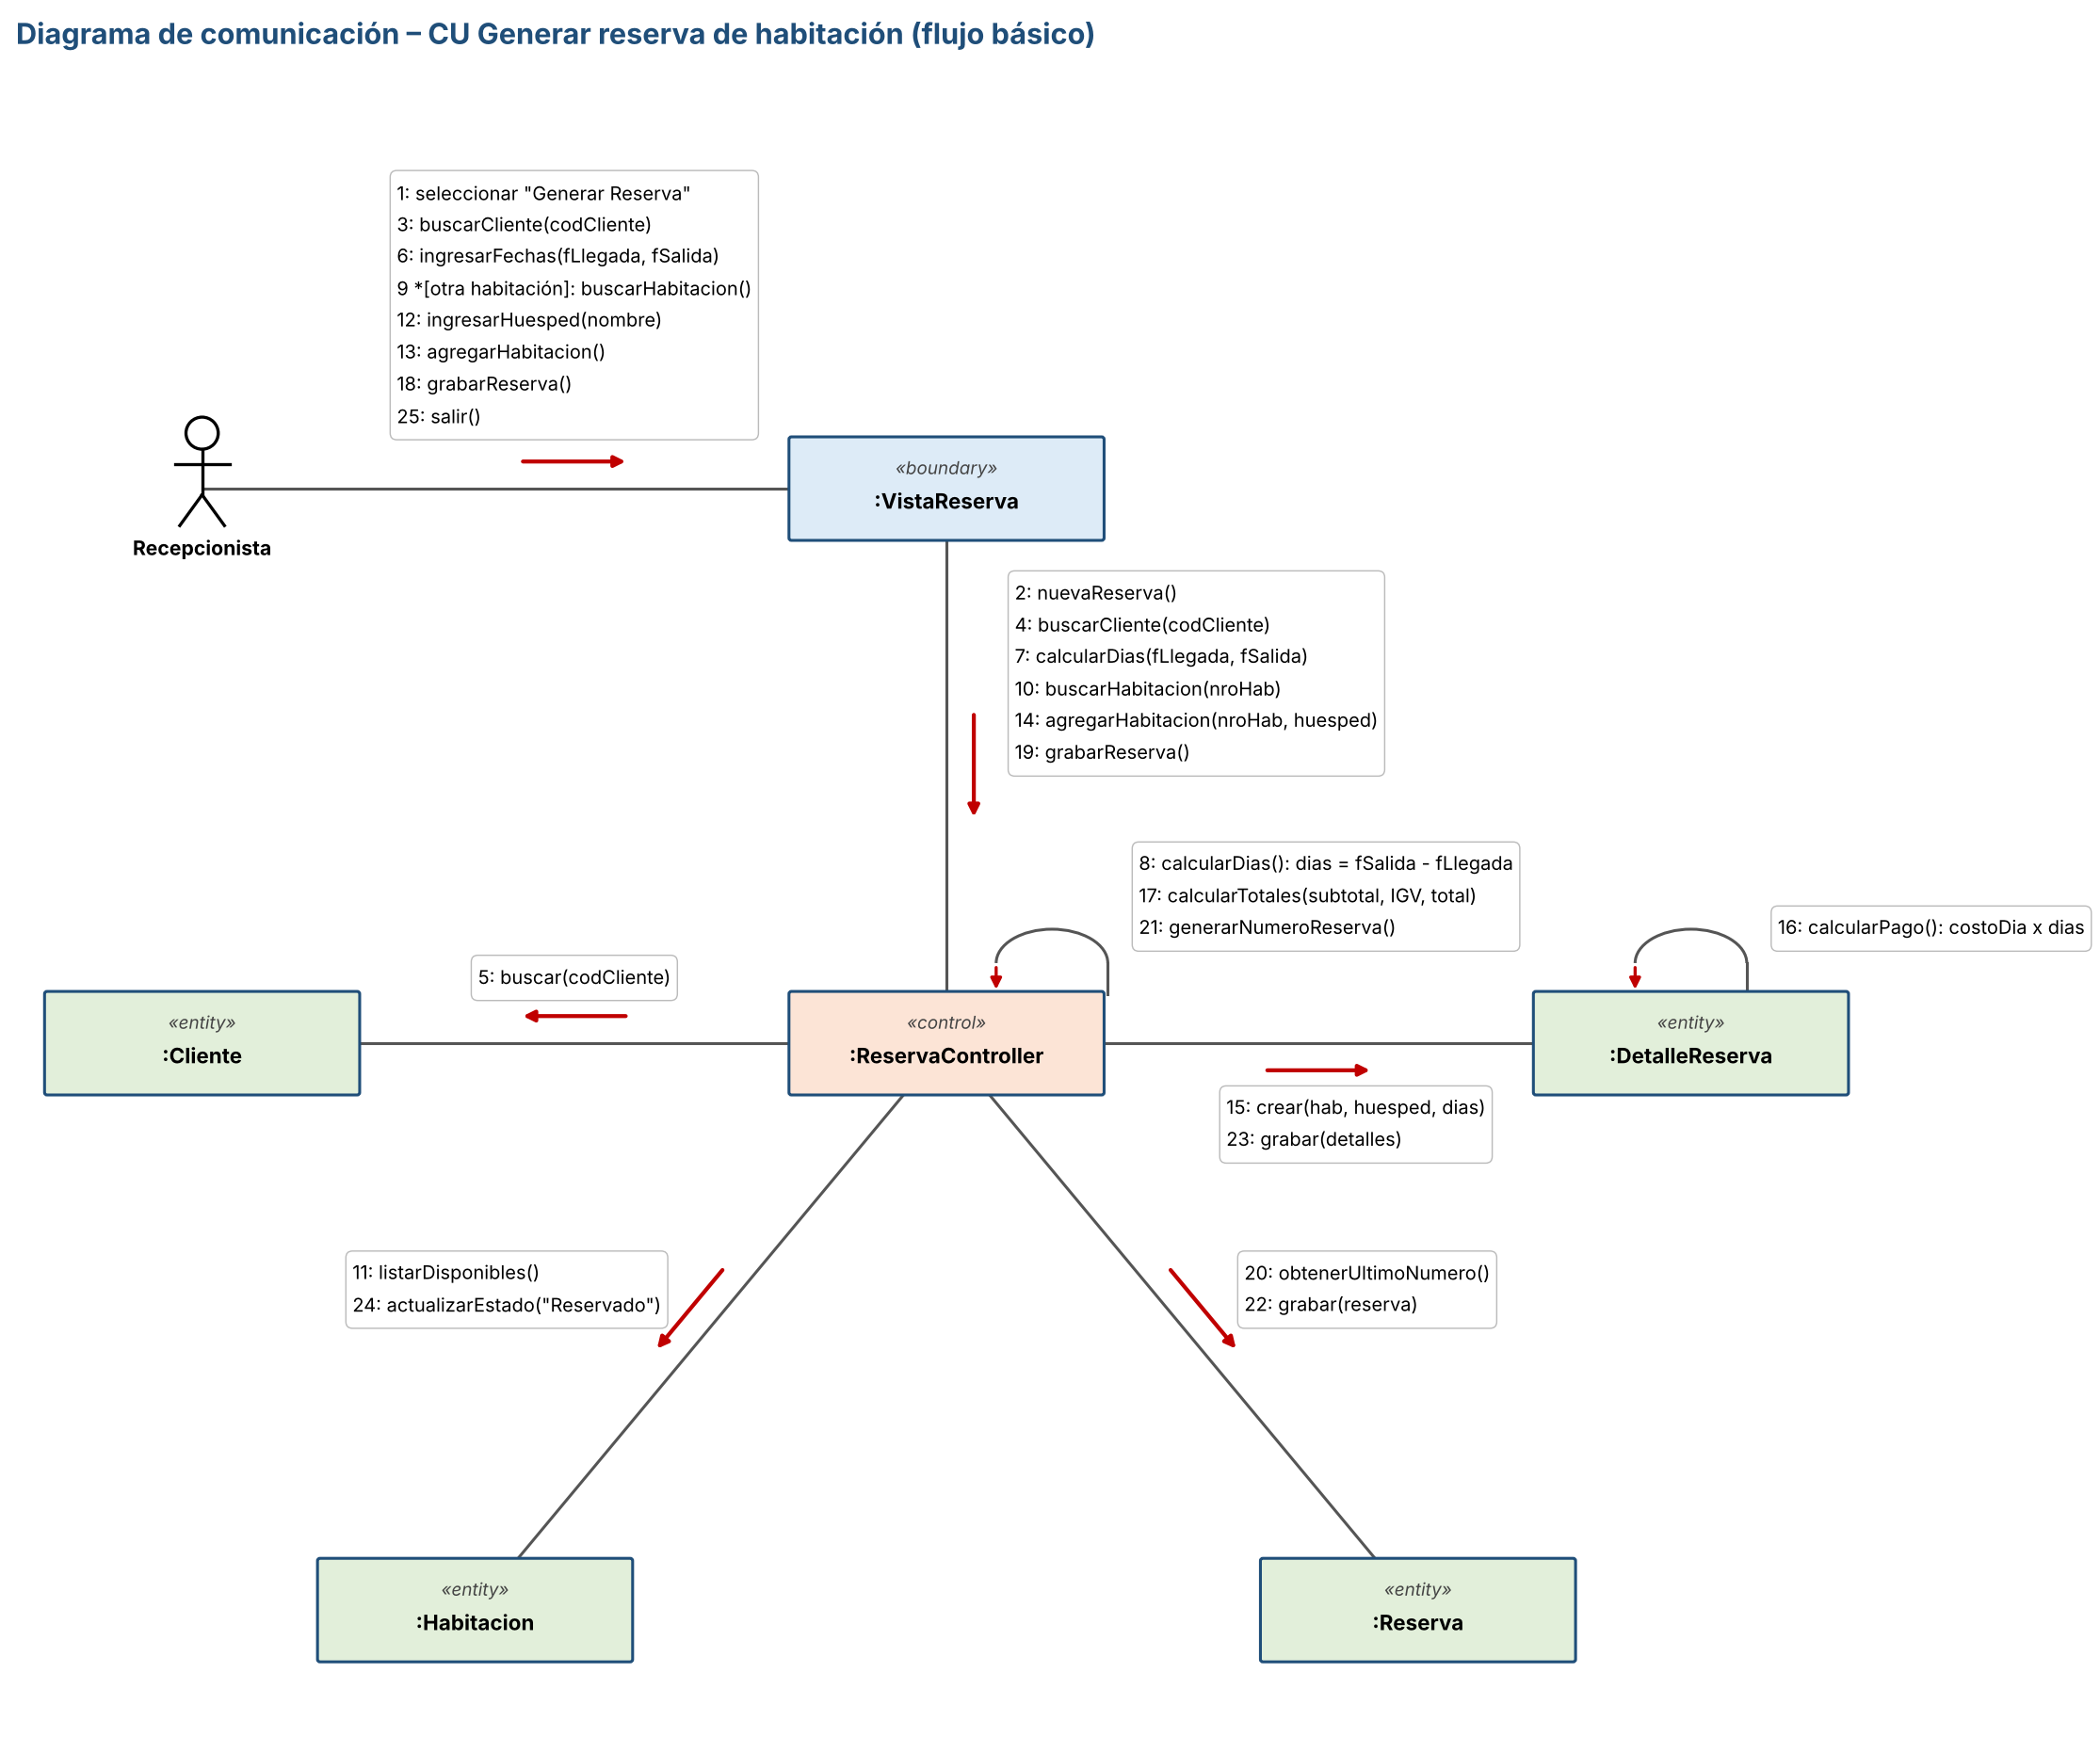 Diagrama de comunicación – CU Generar reserva de habitación (flujo básico)
1: seleccionar "Generar Reserva"
3: buscarCliente(codCliente)
6: ingresarFechas(fLlegada, fSalida)
9 *[otra habitación]: buscarHabitacion()
12: ingresarHuesped(nombre)
13: agregarHabitacion()
18: grabarReserva()
25: salir()
Recepcionista
«boundary»
:VistaReserva
2: nuevaReserva()
4: buscarCliente(codCliente)
7: calcularDias(fLlegada, fSalida)
10: buscarHabitacion(nroHab)
14: agregarHabitacion(nroHab, huesped)
19: grabarReserva()
8: calcularDias(): dias = fSalida - fLlegada
17: calcularTotales(subtotal, IGV, total)
21: generarNumeroReserva()
16: calcularPago(): costoDia x dias
5: buscar(codCliente)
«entity»
:Cliente
«control»
:ReservaController
«entity»
:DetalleReserva
15: crear(hab, huesped, dias)
23: grabar(detalles)
11: listarDisponibles()
24: actualizarEstado("Reservado")
20: obtenerUltimoNumero()
22: grabar(reserva)
«entity»
:Habitacion
«entity»
:Reserva